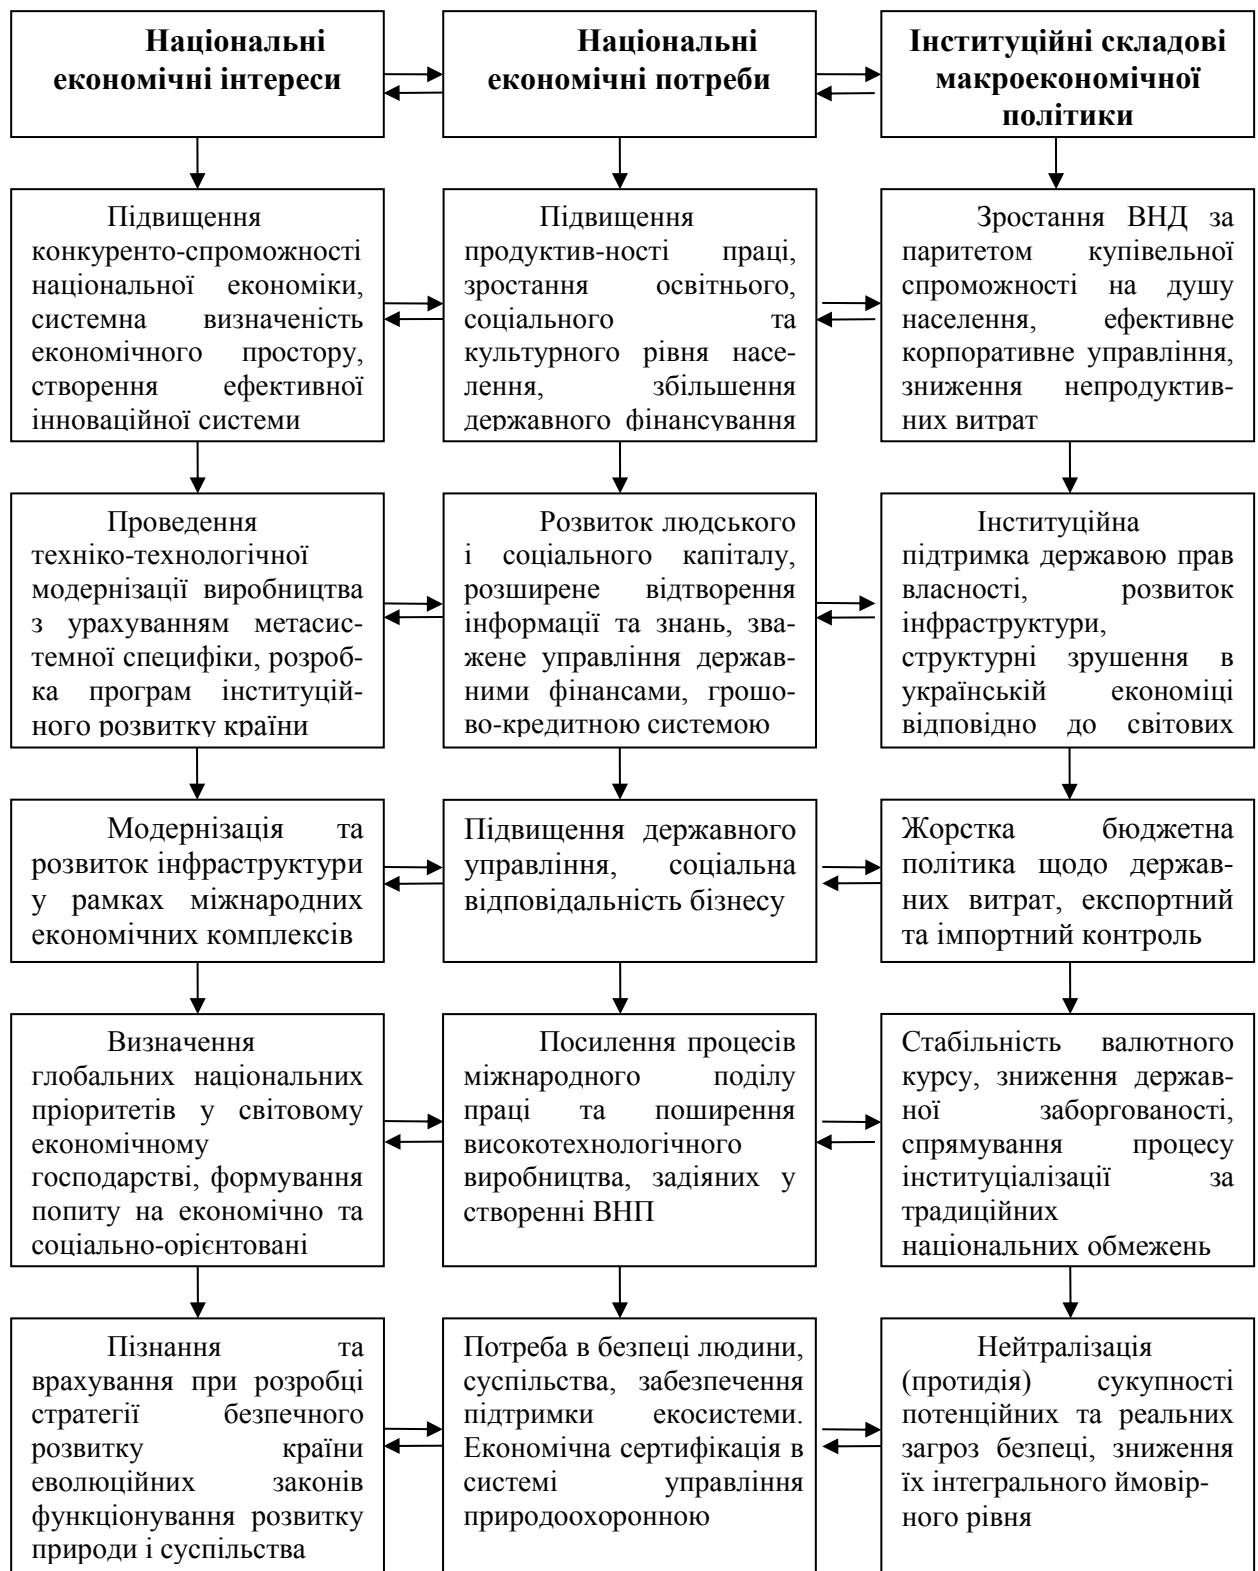 Національні
економічні інтереси
Національні
економічні потреби
Інституційні складові
макроекономічної
політики
Підвищення
конкуренто-спроможності
національної економіки,
системна визначеність
економічного простору,
створення ефективної
інноваційної системи
Підвищення
продуктив-ності праці,
зростання освітнього,
соціального та
культурного рівня насе-
лення, збільшення
державного фінансування
Зростання ВНД за
паритетом купівельної
спроможності на душу
населення, ефективне
корпоративне управління,
зниження непродуктив-
них витрат
Проведення
техніко-технологічної
модернізації виробництва
з урахуванням метасис-
темної специфіки, розроб-
ка програм інституцій-
ного розвитку країни
Розвиток людського
і соціального капіталу,
розширене відтворення
інформації та знань, зва-
жене управління держав-
ними фінансами, грошо-
во-кредитною системою
Інституційна
підтримка державою прав
власності, розвиток
інфраструктури,
структурні зрушення в
українській економіці
відповідно до світових
Модернізація та
розвиток інфраструктури
у рамках міжнародних
економічних комплексів
Підвищення державного
управління, соціальна
відповідальність бізнесу
Жорстка бюджетна
політика щодо держав-
них витрат, експортний
та імпортний контроль
Визначення
глобальних національних
пріоритетів у світовому
економічному
господарстві, формування
попиту на економічно та
соціально-орієнтовані
Посилення процесів
міжнародного поділу
праці та поширення
високотехнологічного
виробництва, задіяних у
створенні ВНП
Стабільність валютного
курсу, зниження держав-
ної заборгованості,
спрямування процесу
інституціалізації за
традиційних
національних обмежень
Пізнання та
врахування при розробці
стратегії безпечного
розвитку країни
еволюційних законів
функціонування розвитку
природи і суспільства
Потреба в безпеці людини,
суспільства, забезпечення
підтримки екосистеми.
Економічна сертифікація в
системі управління
природоохоронною
Нейтралізація
(протидія) сукупності
потенційних та реальних
загроз безпеці, зниження
їх інтегрального ймовір-
ного рівня